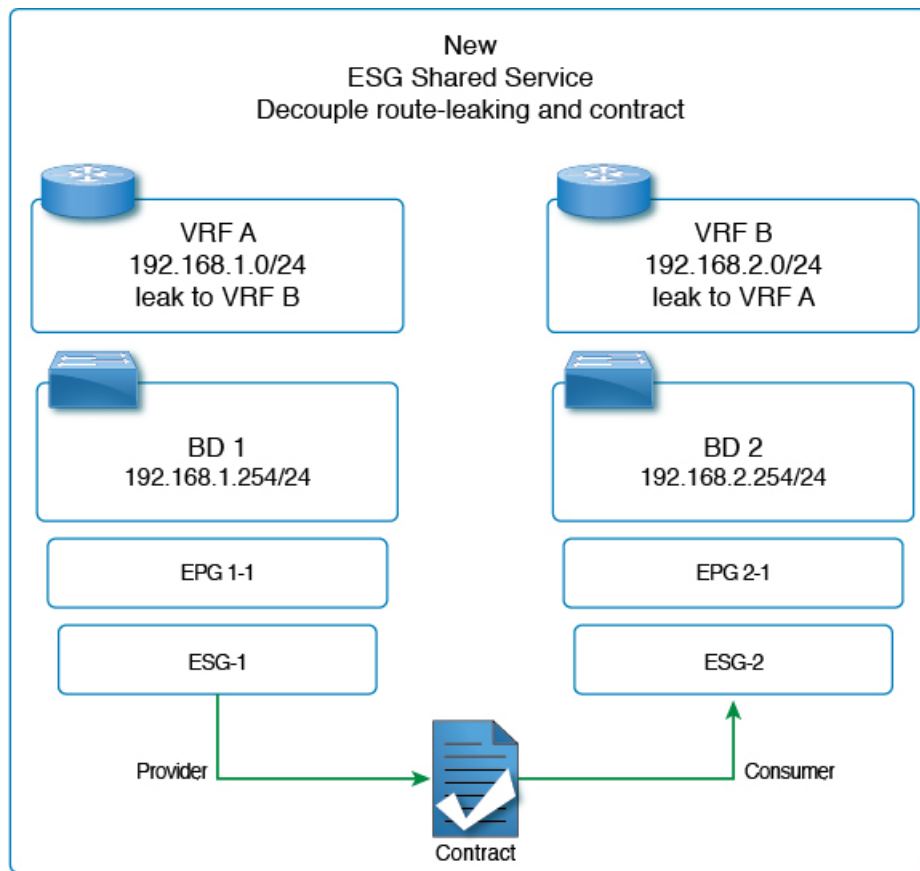 New
ESG Shared Service
Decouple route-leaking and contract
VRF A
192.168.1.0/24
leak to VRF B
VRF B
192.168.2.0/24
leak to VRF A
BD 1
192.168.1.254/24
BD 2
192.168.2.254/24
EPG 1-1
EPG 2-1
ESG-1
ESG-2
Provider
Consumer
Contract